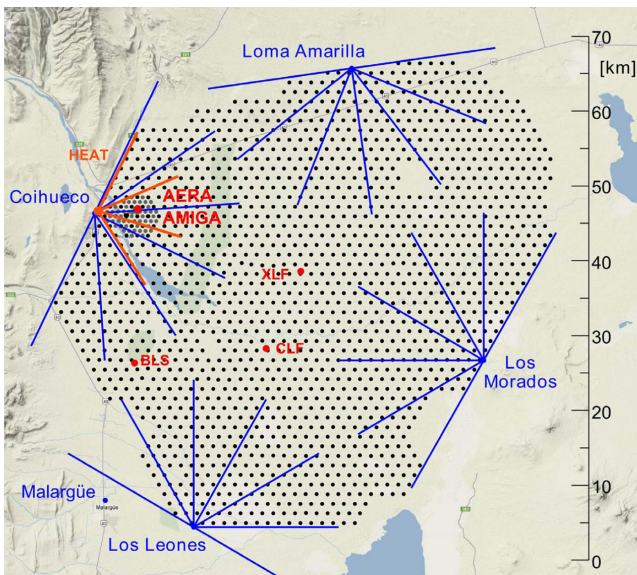 70
Loma Amarilla
[km]
60
HEAT
Coihueco
AERA
AMIGA
50
40
XLF
30
BLS
CLF
Los
Morados
20
10
Malargüe
Malargüe
Los Leones
0